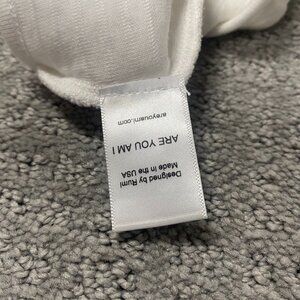 Designed by Rumi
Made in the USA
ARE YOU AM I
areyouami.com